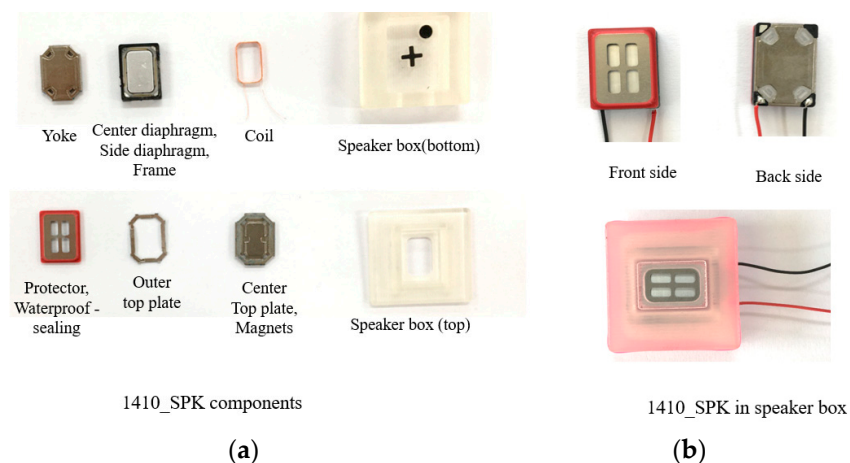 Yoke
Center diaphragm,
Side diaphragm,
Frame
Coil
Speaker box(bottom)
Protector,
Waterproof -
sealing
Outer
top plate
Center
Top plate,
Magnets
Speaker box (top)
1410_SPK components
(a)
Front side
Back side
1410_SPK in speaker box
(b)